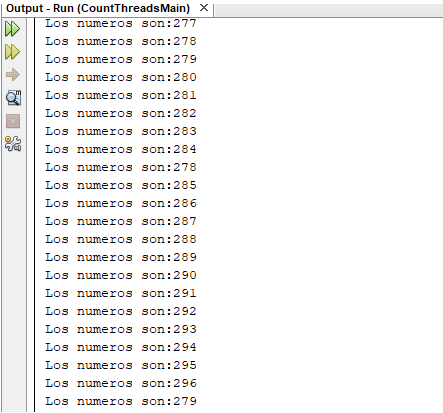 Output - Run (CountThreadsMain) ×
Los numeros son:277
Los numeros son:278
Los numeros son:279
Los numeros son:280
Los numeros son:281
Los numeros son:282
Los numeros son:283
Los numeros son:284
Los numeros son:278
Los numeros son:285
Los numeros son:286
Los numeros son:287
Los numeros son:288
Los numeros son:289
Los numeros son:290
Los numeros son:291
Los numeros son:292
Los numeros son:293
Los numeros son:294
Los numeros son:295
Los numeros son:296
Los numeros son:279